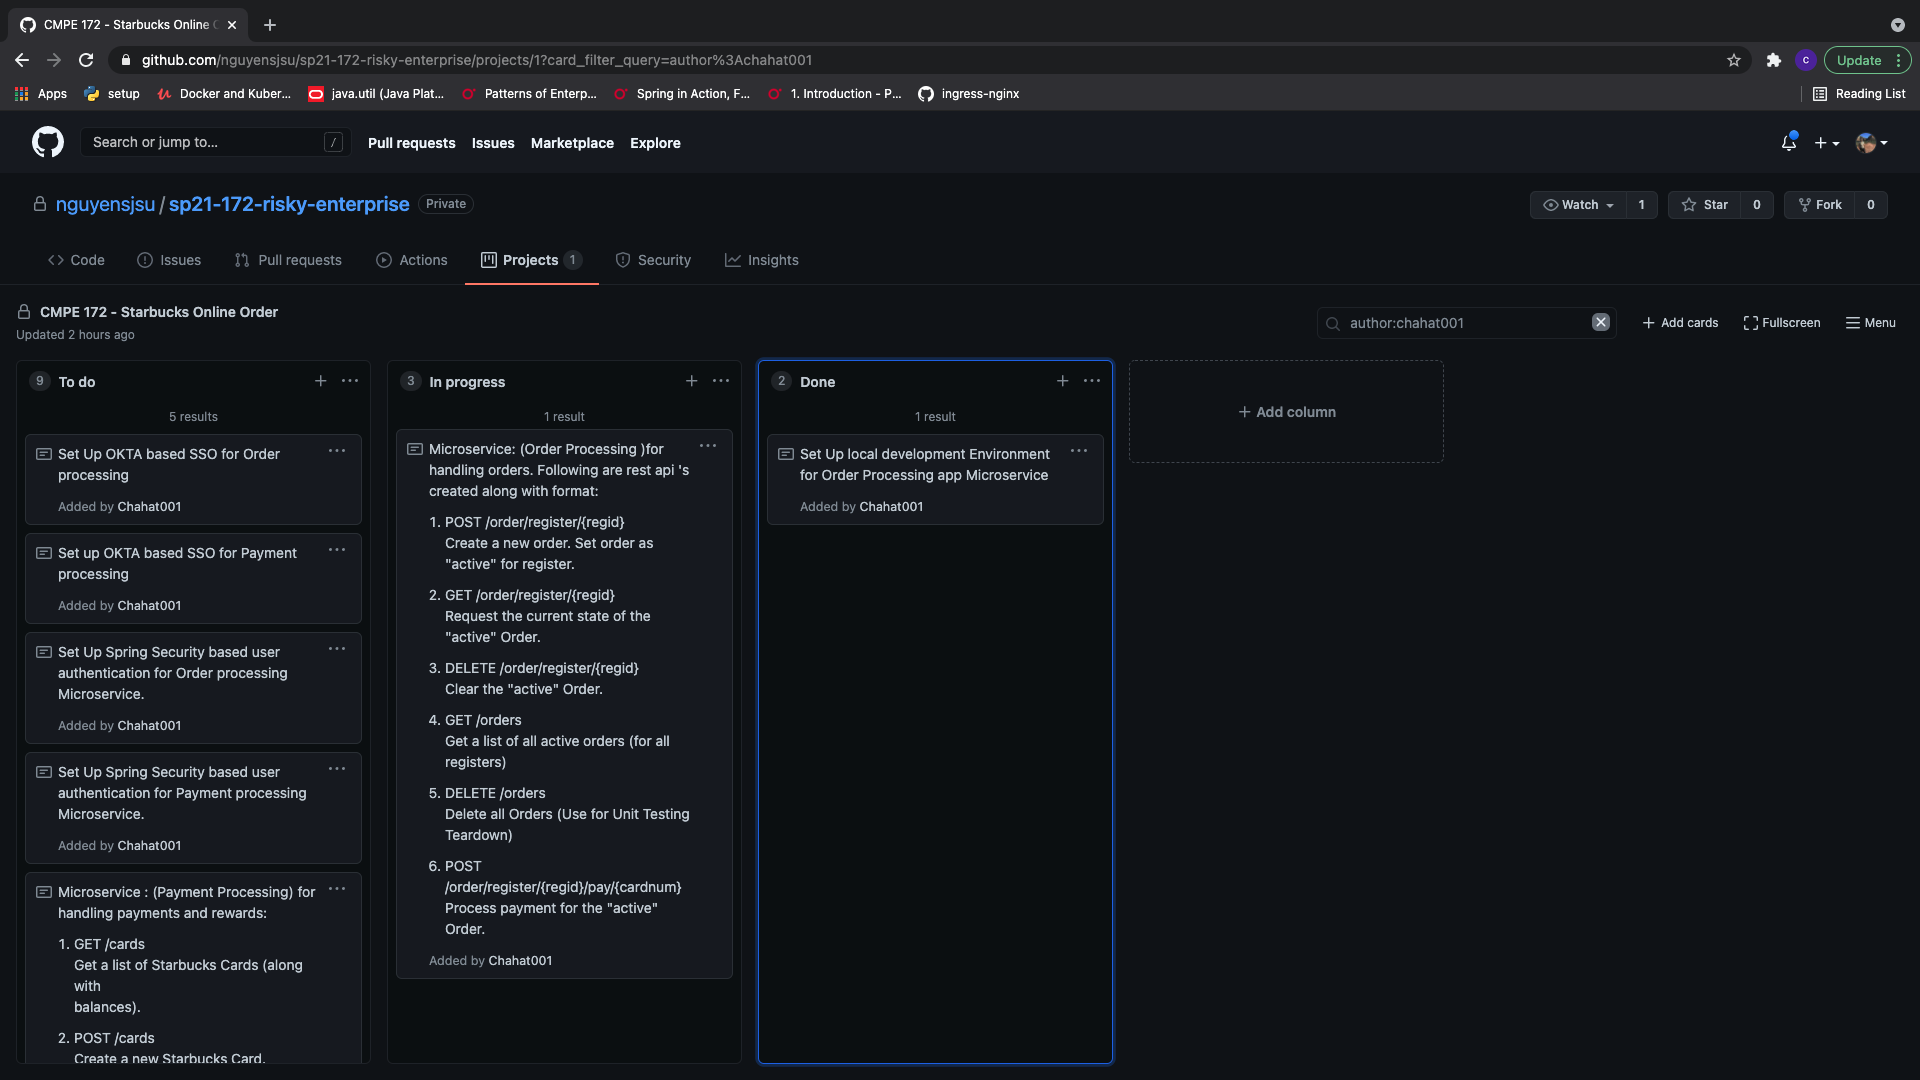 CMPE 172 - Starbucks Online
github.com/nguyensjsu/sp21-172-risky-enterprise/projects/1?card_filter_query=author%3Achahat001
C
Update
Apps
setup
Docker and Kuber...
java.util (Java Plat...
Patterns of Enterp...
Spring in Action, F...
1. Introduction - P...
ingress-nginx
Reading List
Search or jump to...
/
Pull requests
Issues
Marketplace
Explore
nguyensjsu / sp21-172-risky-enterprise
Private
Watch 1
Star 0
Fork 0
Code
Issues
Pull requests
Actions
Projects 1
Security
Insights
CMPE 172 - Starbucks Online Order
Updated 2 hours ago
author:chahat001
Add cards
Fullscreen
Menu
9 To do
5 results
Set Up OKTA based SSO for Order
processing
Added by Chahat001
Set up OKTA based SSO for Payment
processing
Added by Chahat001
Set Up Spring Security based user
authentication for Order processing
Microservice.
Added by Chahat001
Set Up Spring Security based user
authentication for Payment processing
Microservice.
Added by Chahat001
Microservice : (Payment Processing) for
handling payments and rewards:
1. GET /cards
Get a list of Starbucks Cards (along
with
balances).
2. POST /cards
Create a new Starbucks Card.
3 In progress
1 result
Microservice: (Order Processing )for
handling orders. Following are rest api 's
created along with format:
1. POST /order/register/{regid}
Create a new order. Set order as
"active" for register.
2. GET /order/register/{regid}
Request the current state of the
"active" Order.
3. DELETE /order/register/{regid}
Clear the "active" Order.
4. GET /orders
Get a list of all active orders (for all
registers)
5. DELETE /orders
Delete all Orders (Use for Unit Testing
Teardown)
6. POST
/order/register/{regid}/pay/{cardnum}
Process payment for the "active"
Order.
Added by Chahat001
2 Done
1 result
Set Up local development Environment
for Order Processing app Microservice
Added by Chahat001
Add column